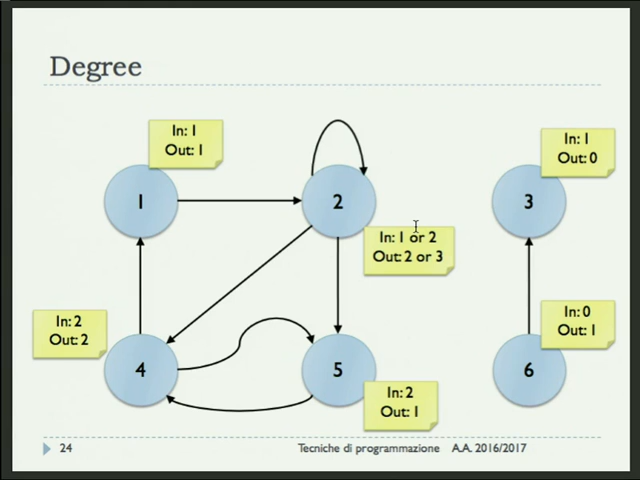 Degree
In: 1
Out: 1
In: 1
Out: 0
1
2
3
In: 1 or 2
Out: 2 or 3
In: 2
Out: 2
In: 0
Out: 1
4
5
6
In: 2
Out: 1
24
Tecniche di programmazione A.A. 2016/2017